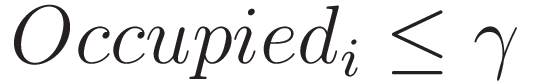 Occupied_i ≤ γ